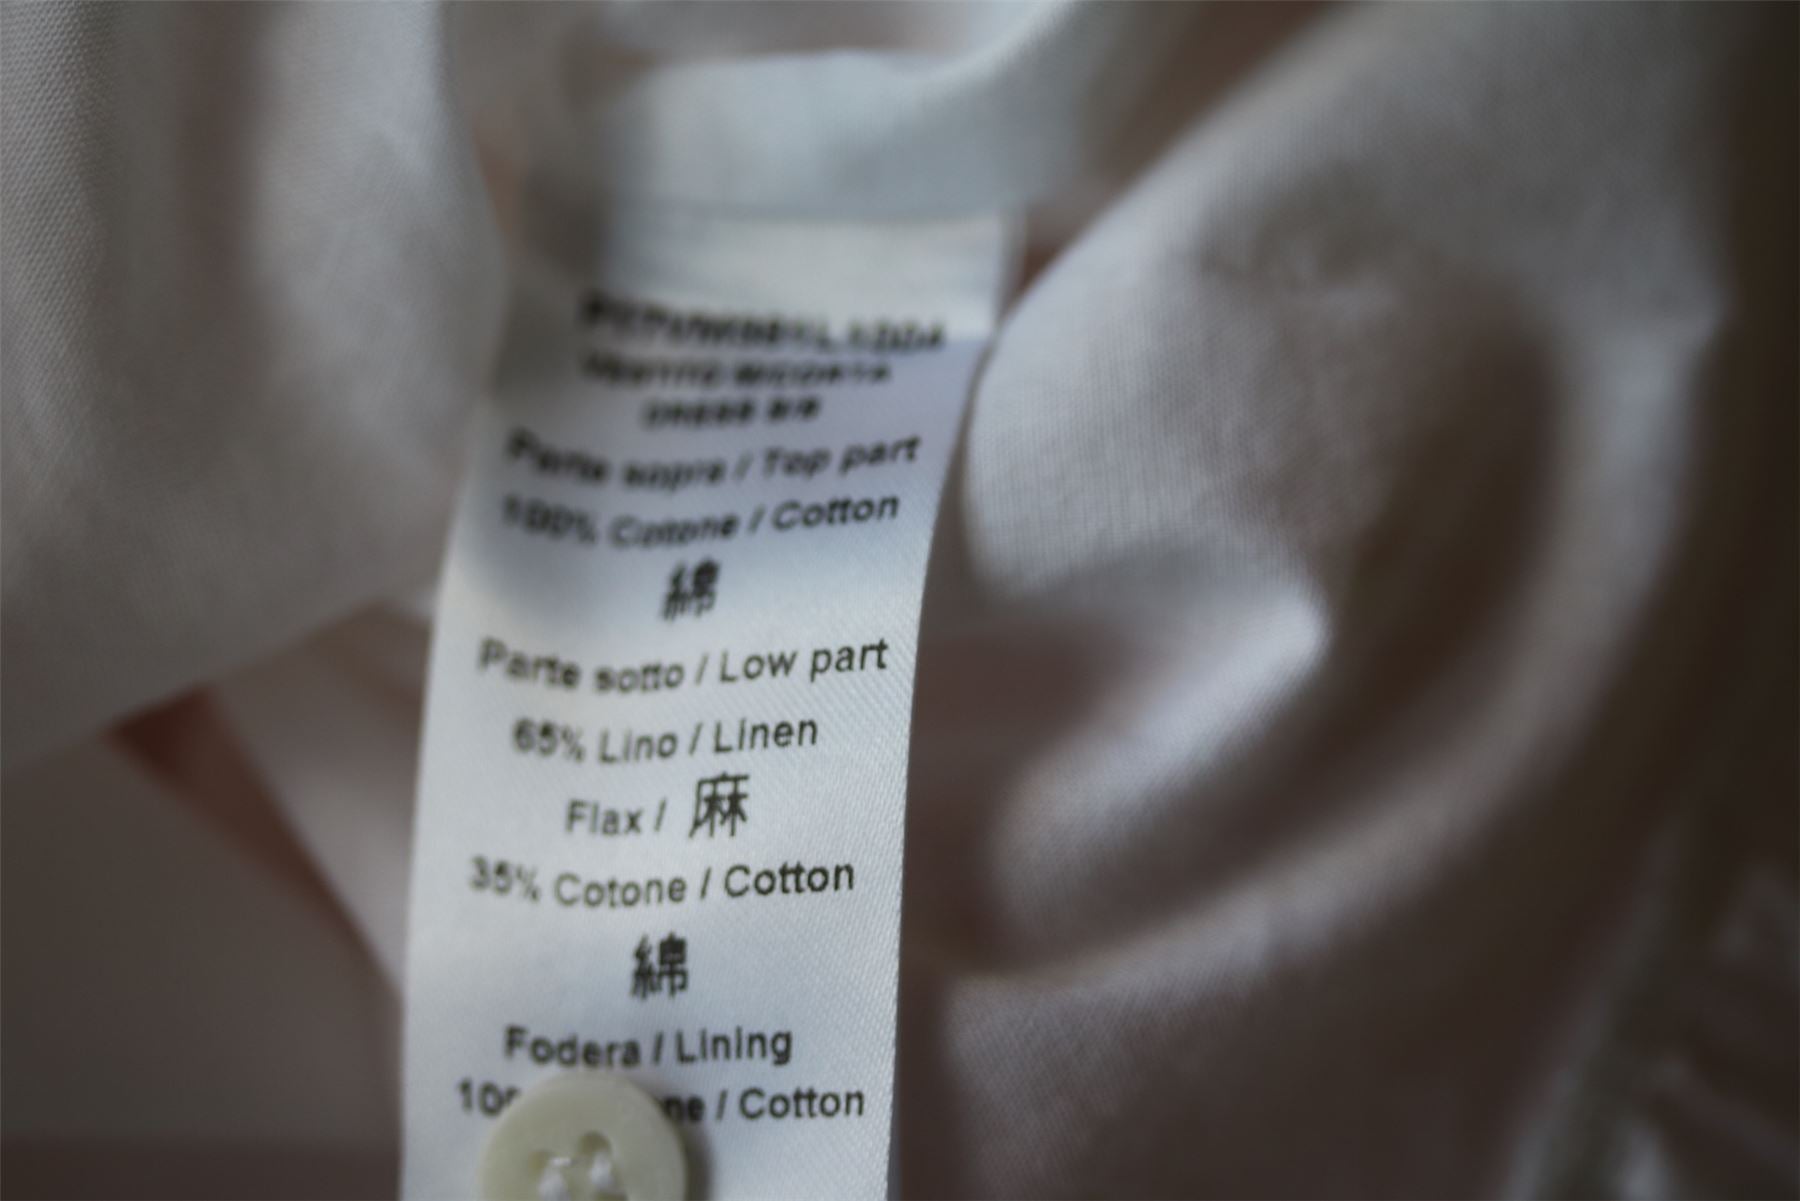 DRESS
Parte sopra / Top part
100% Cotone / Cotton
綿
Parte sotto / Low part
65% Lino / Linen
Flax / 麻
35% Cotone / Cotton
綿
Fodera / Lining
/ Cotton